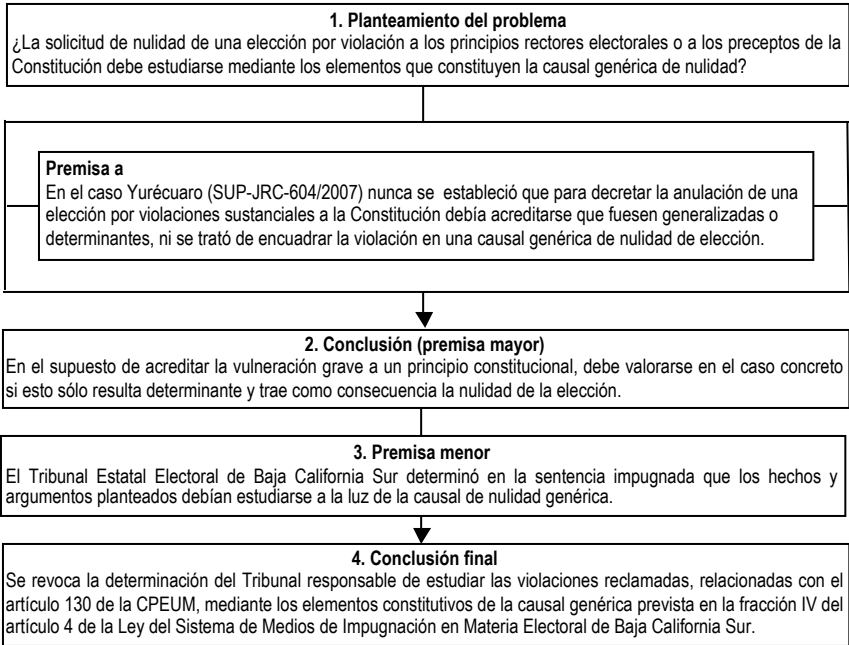 1. Planteamiento del problema
¿La solicitud de nulidad de una elección por violación a los principios rectores electorales o a los preceptos de la
Constitución debe estudiarse mediante los elementos que constituyen la causal genérica de nulidad?
Premisa a
En el caso Yurécuaro (SUP-JRC-604/2007) nunca se estableció que para decretar la anulación de una
elección por violaciones sustanciales a la Constitución debía acreditarse que fuesen generalizadas o
determinantes, ni se trató de encuadrar la violación en una causal genérica de nulidad de elección.
2. Conclusión (premisa mayor)
En el supuesto de acreditar la vulneración grave a un principio constitucional, debe valorarse en el caso concreto
si esto sólo resulta determinante y trae como consecuencia la nulidad de la elección.
3. Premisa menor
El Tribunal Estatal Electoral de Baja California Sur determinó en la sentencia impugnada que los hechos y
argumentos planteados debían estudiarse a la luz de la causal de nulidad genérica.
4. Conclusión final
Se revoca la determinación del Tribunal responsable de estudiar las violaciones reclamadas, relacionadas con el
artículo 130 de la CPEUM, mediante los elementos constitutivos de la causal genérica prevista en la fracción IV del
artículo 4 de la Ley del Sistema de Medios de Impugnación en Materia Electoral de Baja California Sur.